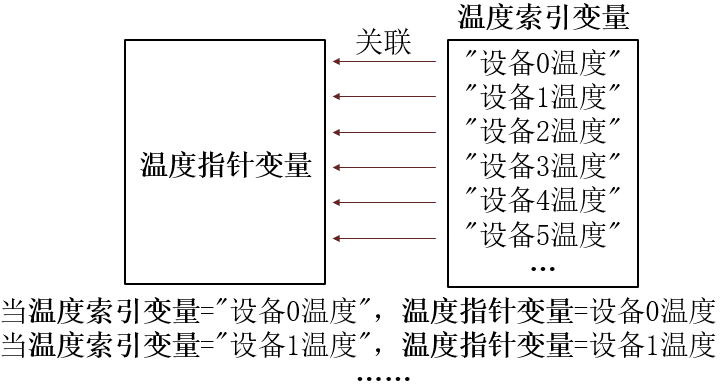 温度索引变量
关联
"设备0温度"
"设备1温度"
"设备2温度"
温度指针变量
"设备3温度"
"设备4温度"
"设备5温度"
…
当温度索引变量="设备0温度"，温度指针变量=设备0温度
当温度索引变量="设备1温度"，温度指针变量=设备1温度
……